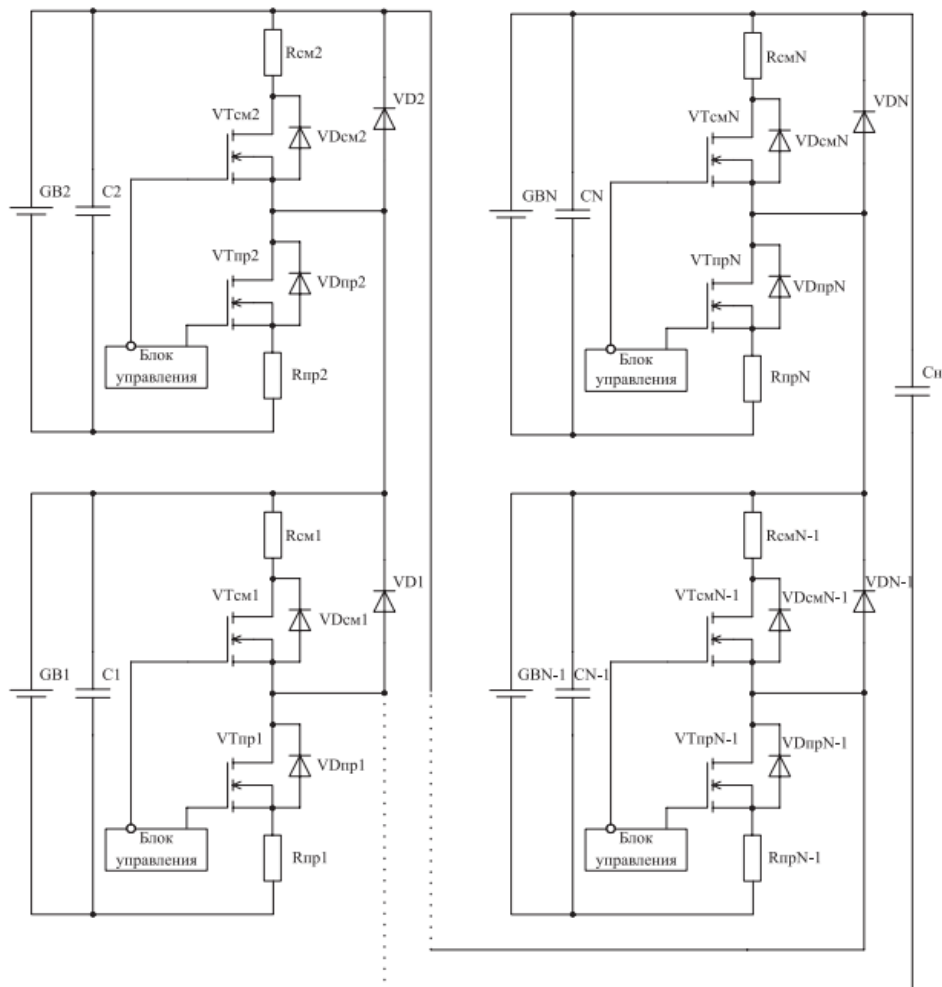 Rсм2
VTсм2
VDсм2
VD2
GB2
C2
VTпр2
VDпр2
Блок
управления
Rпр2
RсмN
VTсмN
VDсмN
VDN
GBN
CN
VTпрN
VDпрN
Блок
управления
RпрN
Сн
Rсм1
VTсм1
VDсм1
VD1
GB1
C1
VTпр1
VDпр1
Блок
управления
Rпр1
RсмN-1
VTсмN-1
VDсмN-1
VDN-1
GBN-1
CN-1
VTпрN-1
VDпрN-1
Блок
управления
RпрN-1